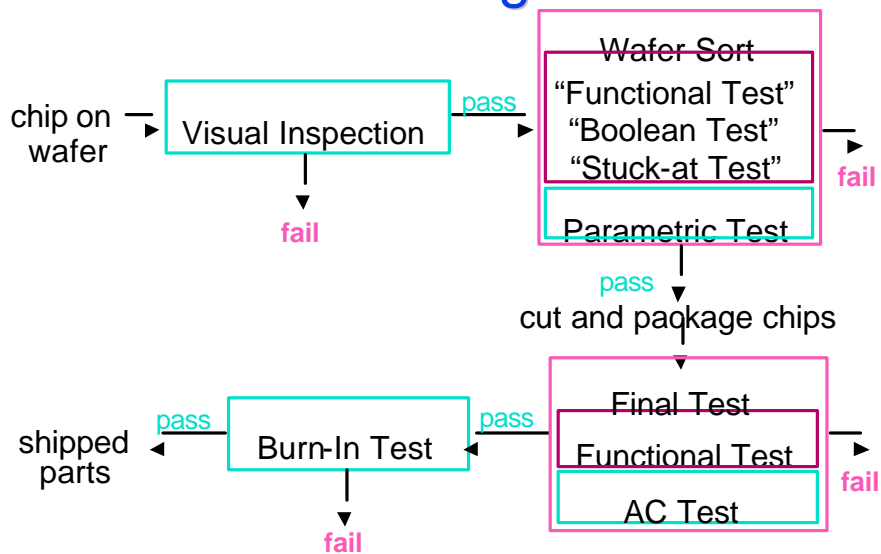 chip on
wafer
Visual Inspection
fail
pass
Wafer Sort
“Functional Test”
“Boolean Test”
“Stuck-at Test”
Parametric Test
fail
pass
cut and package chips
Final Test
Functional Test
AC Test
fail
pass
Burn-In Test
fail
pass
shipped
parts